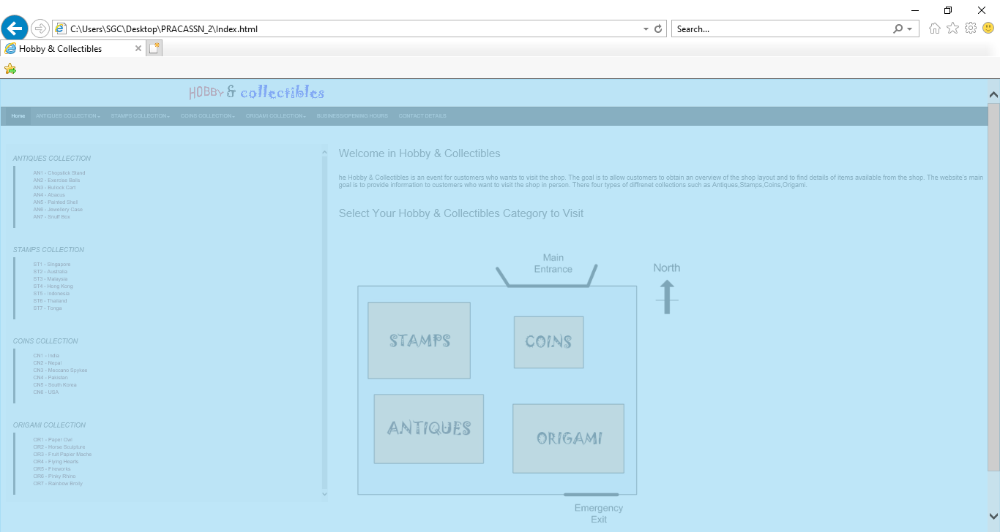 C:\Users\SGC\Desktop\PRACASSN_2\Index.html
Search...
Hobby & Collectibles
HOBBY & collectibles
Home ANTIQUES COLLECTION STAMPS COLLECTION COINS COLLECTION ORIGAMI COLLECTION BUSINESS/OPENING HOURS CONTACT DETAILS
ANTIQUES COLLECTION
AN1 - Chopstick Stand
AN2 - Exercise Balls
AN3 - Bullock Cart
AN4 - Abacus
AN5 - Painted Shell
AN6 - Jewellery Case
AN7 - Snuff Box
STAMPS COLLECTION
ST1 - Singapore
ST2 - Australia
ST3 - Malaysia
ST4 - Hong Kong
ST5 - Indonesia
ST6 - Thailand
ST7 - Tonga
COINS COLLECTION
CN1 - India
CN2 - Nepal
CN3 - Meccano Spykee
CN4 - Pakistan
CN5 - South Korea
CN6 - USA
ORIGAMI COLLECTION
OR1 - Paper Owl
OR2 - Horse Sculpture
OR3 - Fruit Paper Mache
OR4 - Flying Hearts
OR5 - Fireworks
OR6 - Pinky Rhino
OR7 - Rainbow Brolly
Welcome in Hobby & Collectibles
he Hobby & Collectibles is an event for customers who wants to visit the shop. The goal is to allow customers to obtain an overview of the shop layout and to find details of items available from the shop. The website's main
goal is to provide information to customers who want to visit the shop in person. There four types of diffrenet collections such as Antiques,Stamps,Coins,Origami.
Select Your Hobby & Collectibles Category to Visit
Main
Entrance
North
STAMPS
COINS
ANTIQUES
ORIGAMI
Emergency
Exit